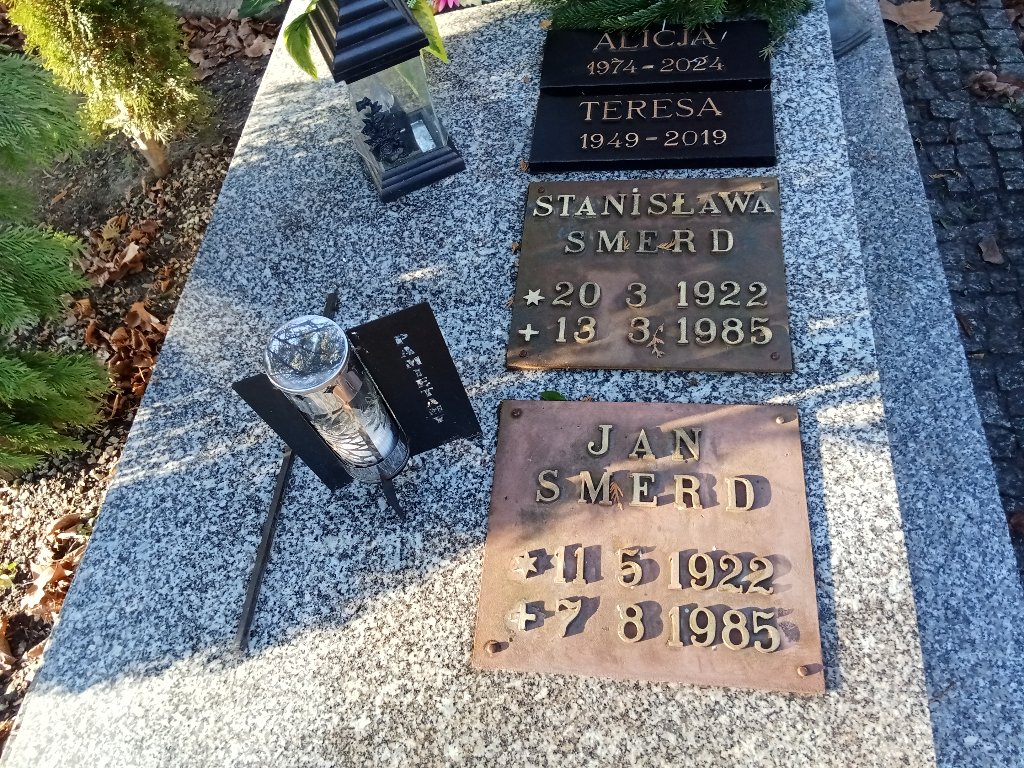 ALICJA
1974-2024
TERESA
1949-2019
STANISŁAWA
SMERD
* 20 3 1922
+ 13 3 1985
JAN
SMERD
* 11 5 1922
+ 7 8 1985
PAMIĘTAMY